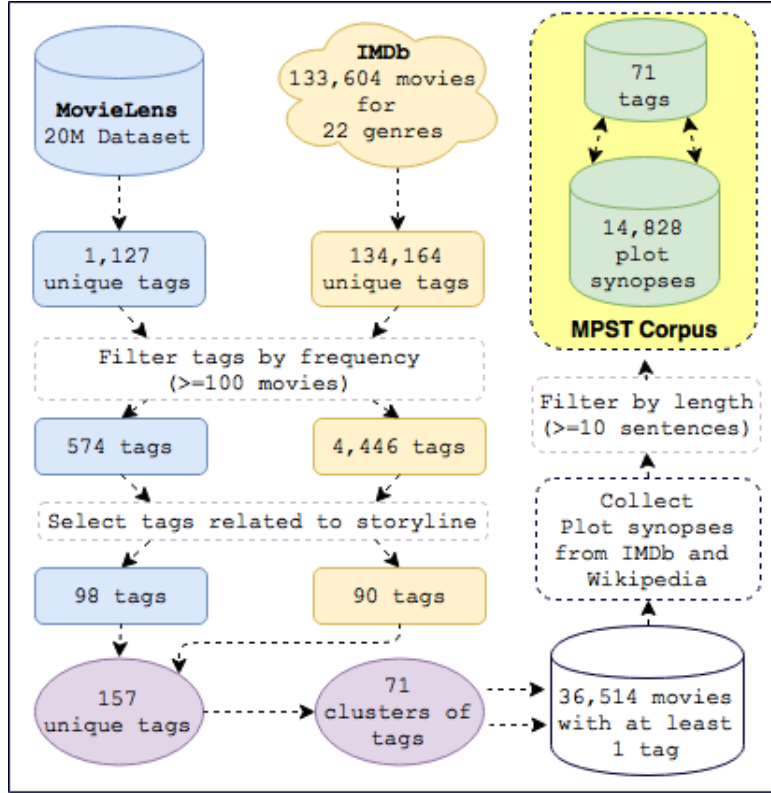 MovieLens
20M Dataset
IMDb
133,604 movies
for
22 genres
71
tags
14,828
plot
synopses
MPST Corpus
1,127
unique tags
134,164
unique tags
Filter tags by frequency
(>=100 movies)
574 tags
4,446 tags
Select tags related to storyline
98 tags
90 tags
157
unique tags
71
clusters of
tags
36,514 movies
with at least
1 tag
Collect
Plot synopses
from IMDb and
Wikipedia
Filter by length
(>=10 sentences)